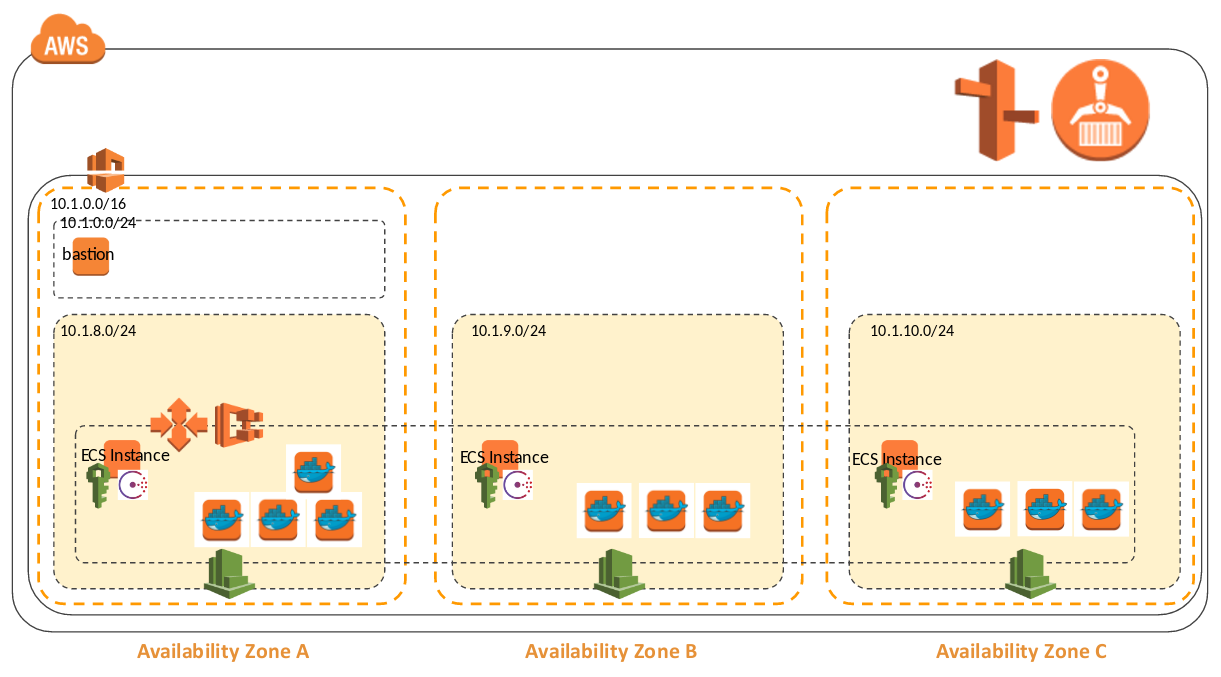 AWS
10.1.0.0/16
10.1.0.0/24
bastion
10.1.8.0/24
10.1.9.0/24
10.1.10.0/24
ECS Instance
ECS Instance
ECS Instance
Availability Zone A
Availability Zone B
Availability Zone C